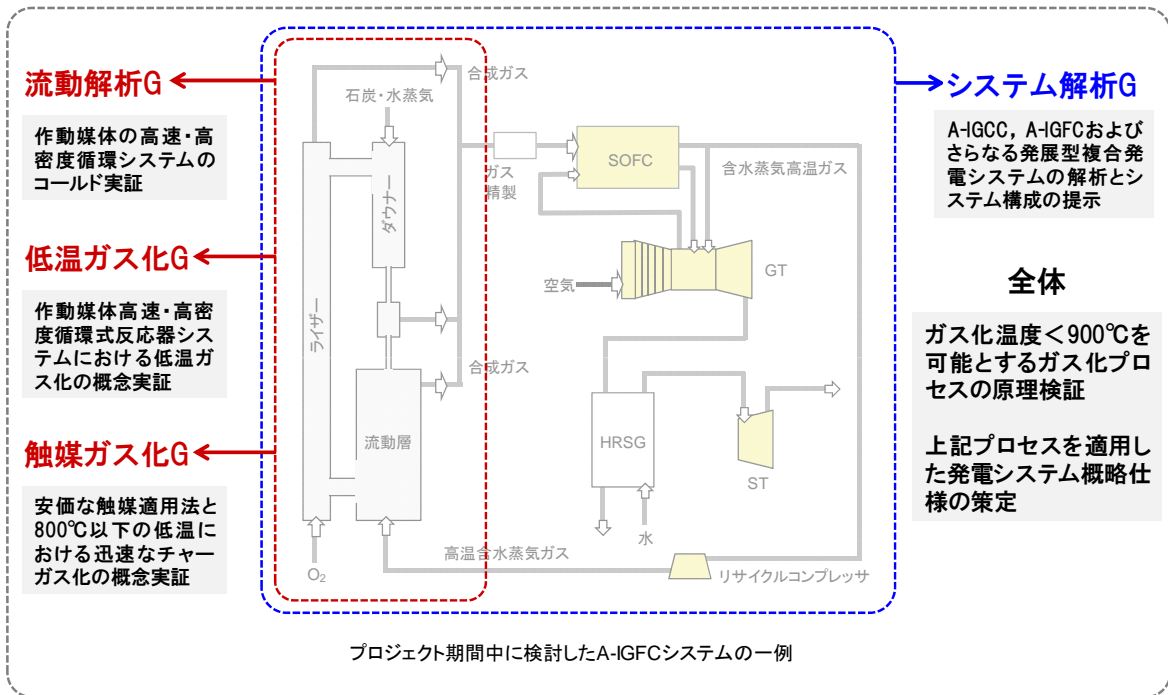 流動解析G
作動媒体の高速・高
密度循環システムの
コールド実証
低温ガス化G
作動媒体高速・高密
度循環式反応器シス
テムにおける低温ガ
ス化の概念実証
触媒ガス化G
安価な触媒適用法と
800℃以下の低温に
おける迅速なチャー
ガス化の概念実証
合成ガス
石炭・水蒸気
ライザー
ダウナー
ガス
精製
SOFC
含水蒸気高温ガス
空気
GT
合成ガス
流動層
HRSG
ST
水
O₂
高温含水蒸気ガス
リサイクルコンプレッサ
プロジェクト期間中に検討したA-IGFCシステムの一例
システム解析G
A-IGCC, A-IGFCおよび
さらなる発展型複合発
電システムの解析とシ
ステム構成の提示
全体
ガス化温度<900℃を
可能とするガス化プロ
セスの原理検証
上記プロセスを適用し
た発電システム概略仕
様の策定